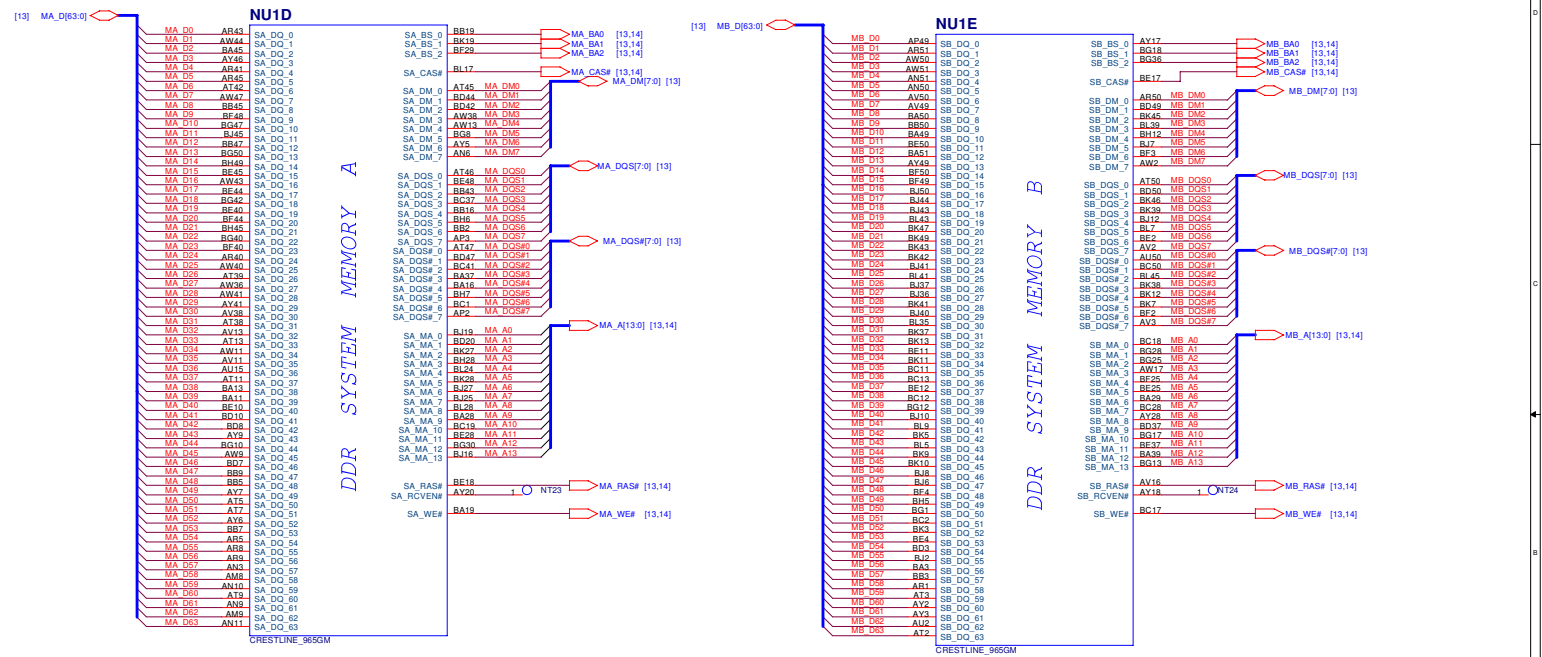 [13] MA_D[63:0]
NU1D
MA_D0 AR43 SA_DQ_0
MA_D1 AW44 SA_DQ_1
MA_D2 BA45 SA_DQ_2
MA_D3 AY46 SA_DQ_3
MA_D4 AR41 SA_DQ_4
MA_D5 AR45 SA_DQ_5
MA_D6 AT42 SA_DQ_6
MA_D7 AW47 SA_DQ_7
MA_D8 BB45 SA_DQ_8
MA_D9 BF48 SA_DQ_9
MA_D10 BG47 SA_DQ_10
MA_D11 BJ45 SA_DQ_11
MA_D12 BB47 SA_DQ_12
MA_D13 BG50 SA_DQ_13
MA_D14 BH49 SA_DQ_14
MA_D15 BE45 SA_DQ_15
MA_D16 AW43 SA_DQ_16
MA_D17 BE44 SA_DQ_17
MA_D18 BG42 SA_DQ_18
MA_D19 BE40 SA_DQ_19
MA_D20 BF44 SA_DQ_20
MA_D21 BH45 SA_DQ_21
MA_D22 BG40 SA_DQ_22
MA_D23 BF40 SA_DQ_23
MA_D24 AR40 SA_DQ_24
MA_D25 AW40 SA_DQ_25
MA_D26 AT39 SA_DQ_26
MA_D27 AW36 SA_DQ_27
MA_D28 AW41 SA_DQ_28
MA_D29 AY41 SA_DQ_29
MA_D30 AV38 SA_DQ_30
MA_D31 AT38 SA_DQ_31
MA_D32 AV13 SA_DQ_32
MA_D33 AT13 SA_DQ_33
MA_D34 AW11 SA_DQ_34
MA_D35 AV11 SA_DQ_35
MA_D36 AU15 SA_DQ_36
MA_D37 AT11 SA_DQ_37
MA_D38 BA13 SA_DQ_38
MA_D39 BA11 SA_DQ_39
MA_D40 BE10 SA_DQ_40
MA_D41 BD10 SA_DQ_41
MA_D42 BD8 SA_DQ_42
MA_D43 AY9 SA_DQ_43
MA_D44 BG10 SA_DQ_44
MA_D45 AW9 SA_DQ_45
MA_D46 BD7 SA_DQ_46
MA_D47 BB9 SA_DQ_47
MA_D48 BB5 SA_DQ_48
MA_D49 AY7 SA_DQ_49
MA_D50 AT5 SA_DQ_50
MA_D51 AT7 SA_DQ_51
MA_D52 AY6 SA_DQ_52
MA_D53 BB7 SA_DQ_53
MA_D54 AR5 SA_DQ_54
MA_D55 AR8 SA_DQ_55
MA_D56 AR9 SA_DQ_56
MA_D57 AN3 SA_DQ_57
MA_D58 AM8 SA_DQ_58
MA_D59 AN10 SA_DQ_59
MA_D60 AT9 SA_DQ_60
MA_D61 AN9 SA_DQ_61
MA_D62 AM9 SA_DQ_62
MA_D63 AN11 SA_DQ_63
DDR SYSTEM MEMORY A
SA_BS_0 BB19 MA_BA0 [13,14]
SA_BS_1 BK19 MA_BA1 [13,14]
SA_BS_2 BF29 MA_BA2 [13,14]
SA_CAS# BL17 MA_CAS# [13,14]
MA_DM[7:0] [13]
SA_DM_0 AT45 MA_DM0
SA_DM_1 BD44 MA_DM1
SA_DM_2 BD42 MA_DM2
SA_DM_3 AW38 MA_DM3
SA_DM_4 AW13 MA_DM4
SA_DM_5 BG8 MA_DM5
SA_DM_6 AY5 MA_DM6
SA_DM_7 AN6 MA_DM7
MA_DQS[7:0] [13]
SA_DQS_0 AT46 MA_DQS0
SA_DQS_1 BE48 MA_DQS1
SA_DQS_2 BB43 MA_DQS2
SA_DQS_3 BC37 MA_DQS3
SA_DQS_4 BB16 MA_DQS4
SA_DQS_5 BH6 MA_DQS5
SA_DQS_6 BB2 MA_DQS6
SA_DQS_7 AP3 MA_DQS7
MA_DQS#[7:0] [13]
SA_DQS#_0 AT47 MA_DQS#0
SA_DQS#_1 BD47 MA_DQS#1
SA_DQS#_2 BC41 MA_DQS#2
SA_DQS#_3 BA37 MA_DQS#3
SA_DQS#_4 BA16 MA_DQS#4
SA_DQS#_5 BH7 MA_DQS#5
SA_DQS#_6 BC1 MA_DQS#6
SA_DQS#_7 AP2 MA_DQS#7
MA_A[13:0] [13,14]
SA_MA_0 BJ19 MA_A0
SA_MA_1 BD20 MA_A1
SA_MA_2 BK27 MA_A2
SA_MA_3 BH28 MA_A3
SA_MA_4 BL24 MA_A4
SA_MA_5 BK28 MA_A5
SA_MA_6 BJ27 MA_A6
SA_MA_7 BJ25 MA_A7
SA_MA_8 BL28 MA_A8
SA_MA_9 BA28 MA_A9
SA_MA_10 BC19 MA_A10
SA_MA_11 BE28 MA_A11
SA_MA_12 BG30 MA_A12
SA_MA_13 BJ16 MA_A13
SA_RAS# BE18 MA_RAS# [13,14]
SA_RCVEN# AY20 1 NT23
SA_WE# BA19 MA_WE# [13,14]
CRESTLINE_965GM
[13] MB_D[63:0]
NU1E
MB_D0 AP49 SB_DQ_0
MB_D1 AR51 SB_DQ_1
MB_D2 AW50 SB_DQ_2
MB_D3 AW51 SB_DQ_3
MB_D4 AN51 SB_DQ_4
MB_D5 AN50 SB_DQ_5
MB_D6 AV50 SB_DQ_6
MB_D7 AV49 SB_DQ_7
MB_D8 BA50 SB_DQ_8
MB_D9 BB50 SB_DQ_9
MB_D10 BA49 SB_DQ_10
MB_D11 BE50 SB_DQ_11
MB_D12 BA51 SB_DQ_12
MB_D13 AY49 SB_DQ_13
MB_D14 BF50 SB_DQ_14
MB_D15 BF49 SB_DQ_15
MB_D16 BJ50 SB_DQ_16
MB_D17 BJ44 SB_DQ_17
MB_D18 BJ43 SB_DQ_18
MB_D19 BL43 SB_DQ_19
MB_D20 BK47 SB_DQ_20
MB_D21 BK49 SB_DQ_21
MB_D22 BK43 SB_DQ_22
MB_D23 BK42 SB_DQ_23
MB_D24 BJ41 SB_DQ_24
MB_D25 BL41 SB_DQ_25
MB_D26 BJ37 SB_DQ_26
MB_D27 BJ36 SB_DQ_27
MB_D28 BK41 SB_DQ_28
MB_D29 BJ40 SB_DQ_29
MB_D30 BL35 SB_DQ_30
MB_D31 BK37 SB_DQ_31
MB_D32 BK13 SB_DQ_32
MB_D33 BE11 SB_DQ_33
MB_D34 BK11 SB_DQ_34
MB_D35 BC11 SB_DQ_35
MB_D36 BC13 SB_DQ_36
MB_D37 BE12 SB_DQ_37
MB_D38 BC12 SB_DQ_38
MB_D39 BG12 SB_DQ_39
MB_D40 BJ10 SB_DQ_40
MB_D41 BL9 SB_DQ_41
MB_D42 BK5 SB_DQ_42
MB_D43 BL5 SB_DQ_43
MB_D44 BK9 SB_DQ_44
MB_D45 BK10 SB_DQ_45
MB_D46 BJ8 SB_DQ_46
MB_D47 BJ6 SB_DQ_47
MB_D48 BF4 SB_DQ_48
MB_D49 BH5 SB_DQ_49
MB_D50 BG1 SB_DQ_50
MB_D51 BC2 SB_DQ_51
MB_D52 BK3 SB_DQ_52
MB_D53 BE4 SB_DQ_53
MB_D54 BD3 SB_DQ_54
MB_D55 BJ2 SB_DQ_55
MB_D56 BA3 SB_DQ_56
MB_D57 BB3 SB_DQ_57
MB_D58 AR1 SB_DQ_58
MB_D59 AT3 SB_DQ_59
MB_D60 AY2 SB_DQ_60
MB_D61 AY3 SB_DQ_61
MB_D62 AU2 SB_DQ_62
MB_D63 AT2 SB_DQ_63
DDR SYSTEM MEMORY B
SB_BS_0 AY17 MB_BA0 [13,14]
SB_BS_1 BG18 MB_BA1 [13,14]
SB_BS_2 BG36 MB_BA2 [13,14]
SB_CAS# BE17 MB_CAS# [13,14]
MB_DM[7:0] [13]
SB_DM_0 AR50 MB_DM0
SB_DM_1 BD49 MB_DM1
SB_DM_2 BK45 MB_DM2
SB_DM_3 BL39 MB_DM3
SB_DM_4 BH12 MB_DM4
SB_DM_5 BJ7 MB_DM5
SB_DM_6 BF3 MB_DM6
SB_DM_7 AW2 MB_DM7
MB_DQS[7:0] [13]
SB_DQS_0 AT50 MB_DQS0
SB_DQS_1 BD50 MB_DQS1
SB_DQS_2 BK46 MB_DQS2
SB_DQS_3 BK39 MB_DQS3
SB_DQS_4 BJ12 MB_DQS4
SB_DQS_5 BL7 MB_DQS5
SB_DQS_6 BE2 MB_DQS6
SB_DQS_7 AV2 MB_DQS7
MB_DQS#[7:0] [13]
SB_DQS#_0 AU50 MB_DQS#0
SB_DQS#_1 BC50 MB_DQS#1
SB_DQS#_2 BL45 MB_DQS#2
SB_DQS#_3 BK38 MB_DQS#3
SB_DQS#_4 BK12 MB_DQS#4
SB_DQS#_5 BK7 MB_DQS#5
SB_DQS#_6 BF2 MB_DQS#6
SB_DQS#_7 AV3 MB_DQS#7
MB_A[13:0] [13,14]
SB_MA_0 BC18 MB_A0
SB_MA_1 BG28 MB_A1
SB_MA_2 BG25 MB_A2
SB_MA_3 AW17 MB_A3
SB_MA_4 BF25 MB_A4
SB_MA_5 BE25 MB_A5
SB_MA_6 BA29 MB_A6
SB_MA_7 BC28 MB_A7
SB_MA_8 AY28 MB_A8
SB_MA_9 BD37 MB_A9
SB_MA_10 BG17 MB_A10
SB_MA_11 BE37 MB_A11
SB_MA_12 BA39 MB_A12
SB_MA_13 BG13 MB_A13
SB_RAS# AV16 MB_RAS# [13,14]
SB_RCVEN# AY18 1 NT24
SB_WE# BC17 MB_WE# [13,14]
CRESTLINE_965GM
D
C
B